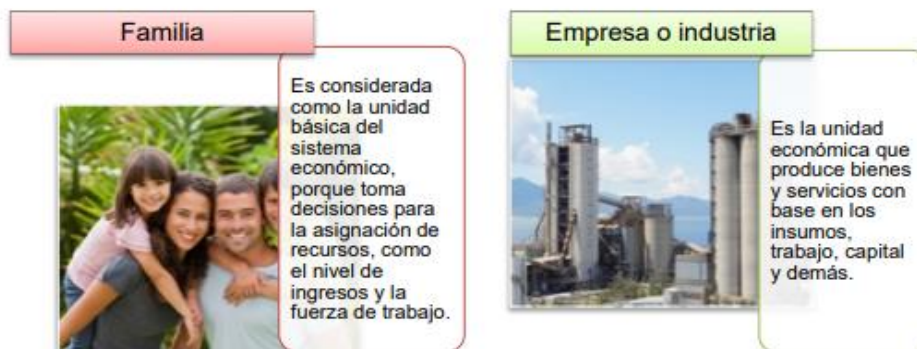 Familia
Es considerada
como la unidad
básica del
sistema
económico,
porque toma
decisiones para
la asignación de
recursos, como
el nivel de
ingresos y la
fuerza de trabajo.
Empresa o industria
Es la unidad
económica que
produce bienes
y servicios con
base en los
insumos,
trabajo, capital
y demás.